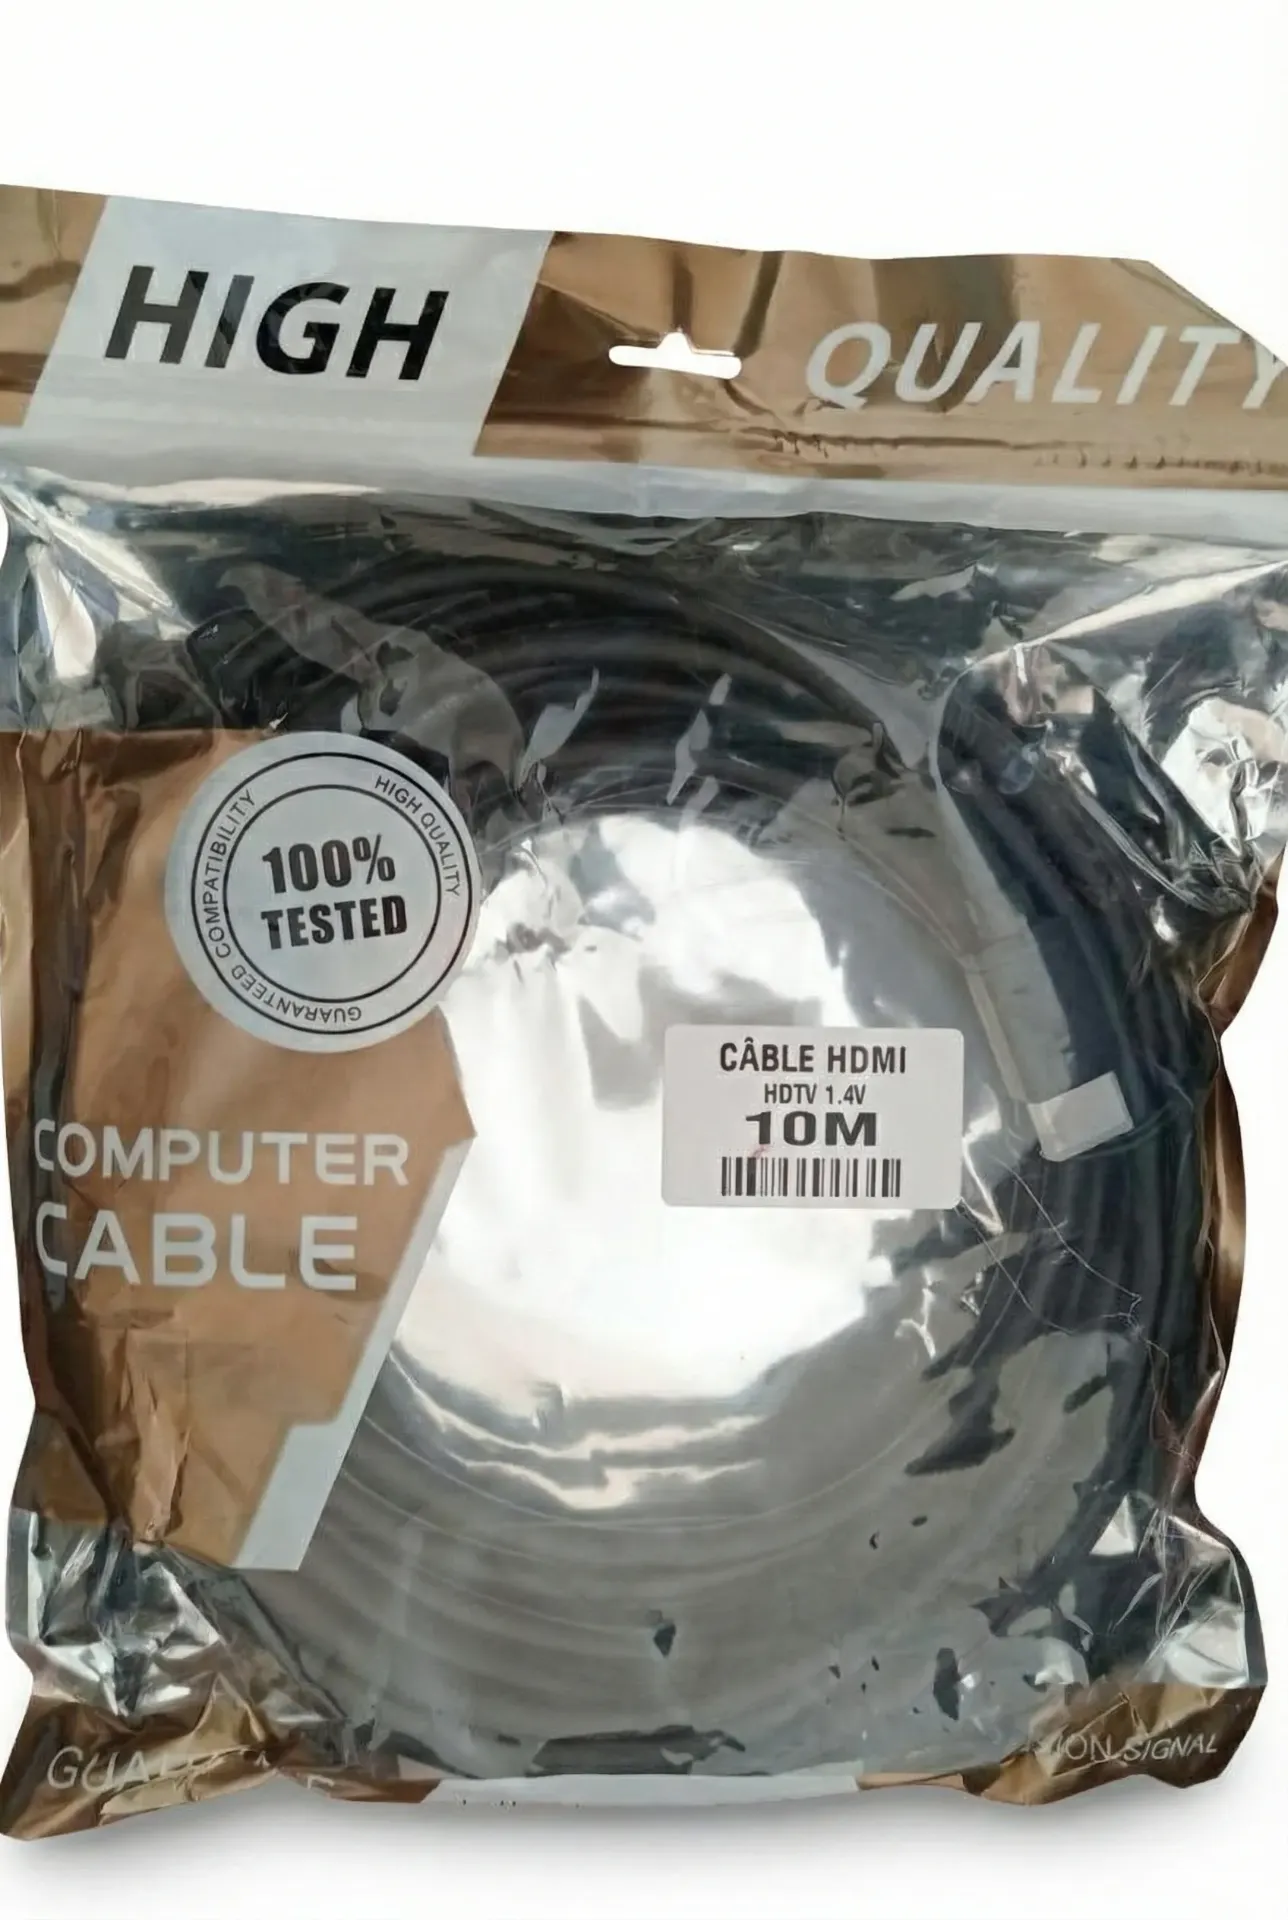 HIGH QUALITY
HIGH QUALITY
100%
TESTED
GUARANTEED COMPATIBILITY
CÂBLE HDMI
HDTV 1.4V
10M
COMPUTER
CABLE
SIGNAL